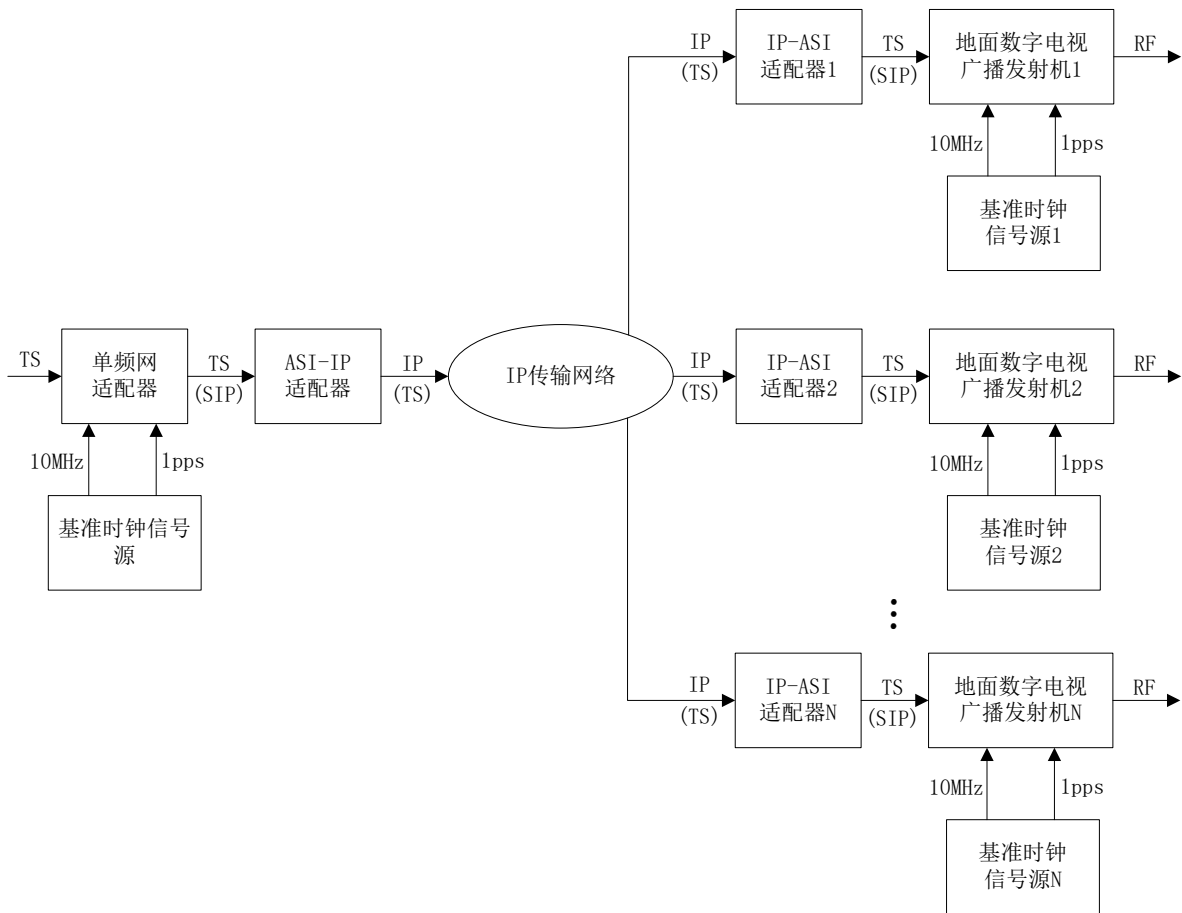 IP
(TS)
IP-ASI
适配器1
TS
(SIP)
地面数字电视
广播发射机1
RF
10MHz
1pps
基准时钟
信号源1
TS
单频网
适配器
TS
(SIP)
ASI-IP
适配器
IP
(TS)
IP传输网络
IP
(TS)
IP-ASI
适配器2
TS
(SIP)
地面数字电视
广播发射机2
RF
10MHz
1pps
基准时钟信号
源
10MHz
1pps
基准时钟
信号源2
IP
(TS)
IP-ASI
适配器N
TS
(SIP)
地面数字电视
广播发射机N
RF
10MHz
1pps
基准时钟
信号源N